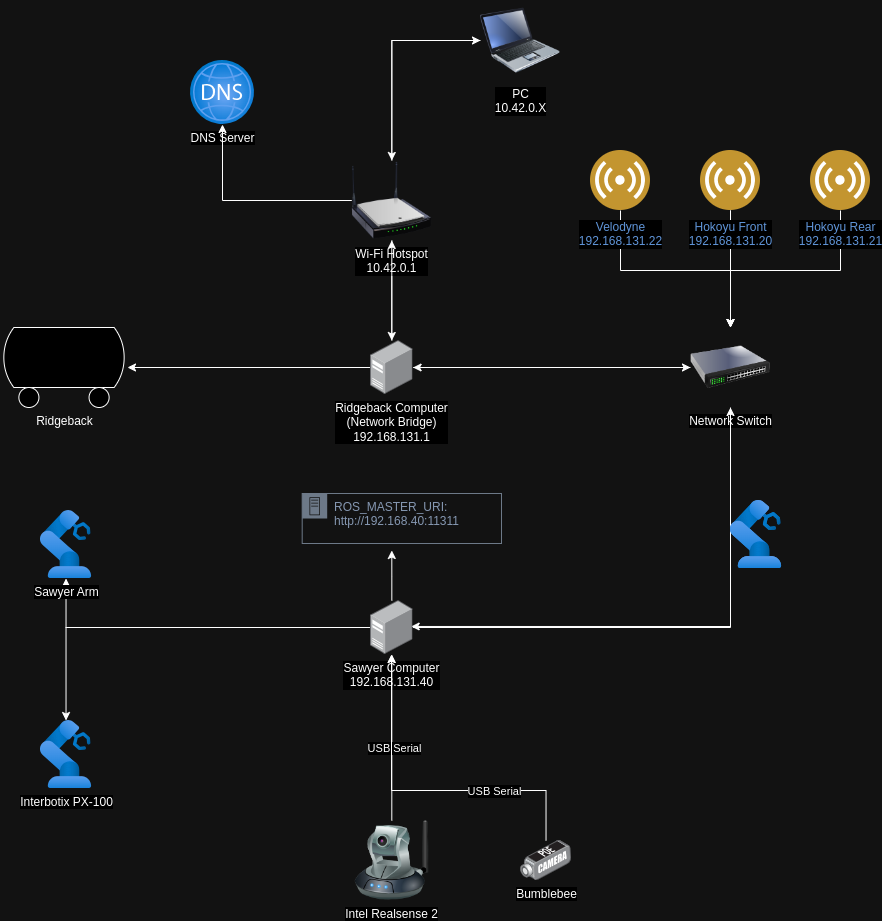 PC
10.42.0.X
DNS
DNS Server
Wi-Fi Hotspot
10.42.0.1
Velodyne
192.168.131.22
Hokoyu Front
192.168.131.20
Hokoyu Rear
192.168.131.21
Ridgeback
Ridgeback Computer
(Network Bridge)
192.168.131.1
Network Switch
ROS_MASTER_URI:
http://192.168.40:11311
Sawyer Arm
Sawyer Computer
192.168.131.40
USB Serial
USB Serial
Interbotix PX-100
PGE
CAMERA
Bumblebee
Intel Realsense 2